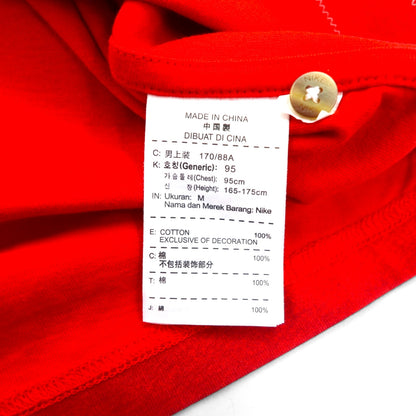 NIKE
MADE IN CHINA
中国製
DIBUAT DI CINA
C: 男上装 170/88A
K: 호칭(Generic): 95
가슴둘레(Chest): 95cm
신 장(Height): 165-175cm
IN: Ukuran: M
Nama dan Merek Barang: Nike
E: COTTON 100%
EXCLUSIVE OF DECORATION
C: 棉 100%
不包括装饰部分
T: 棉 100%
J: 綿 100%